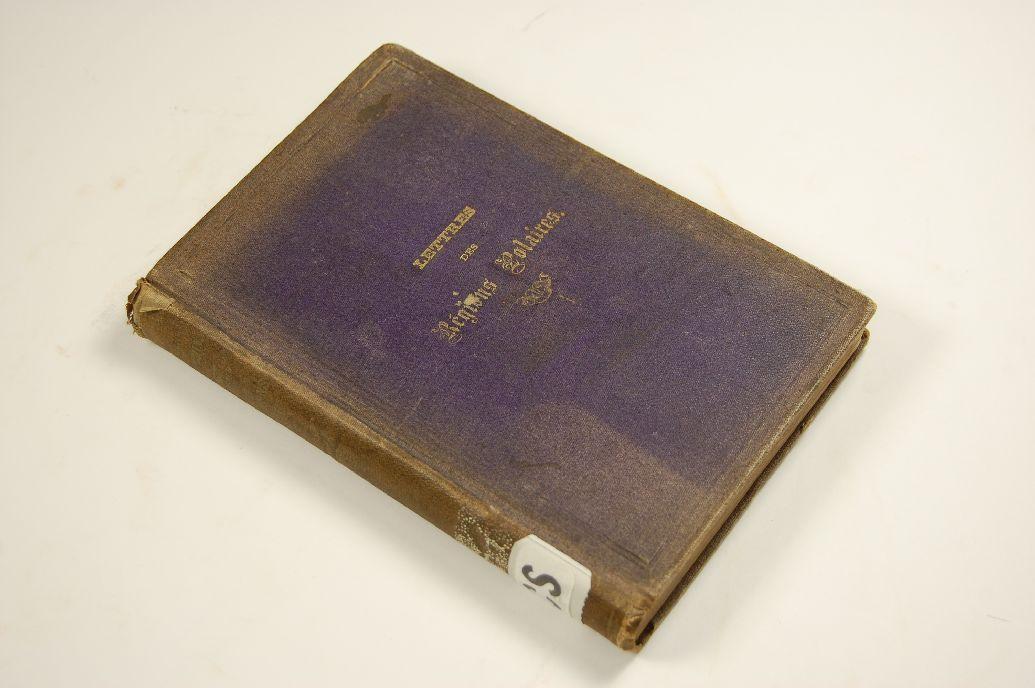 LETTRES
DES
Régions Polaires.